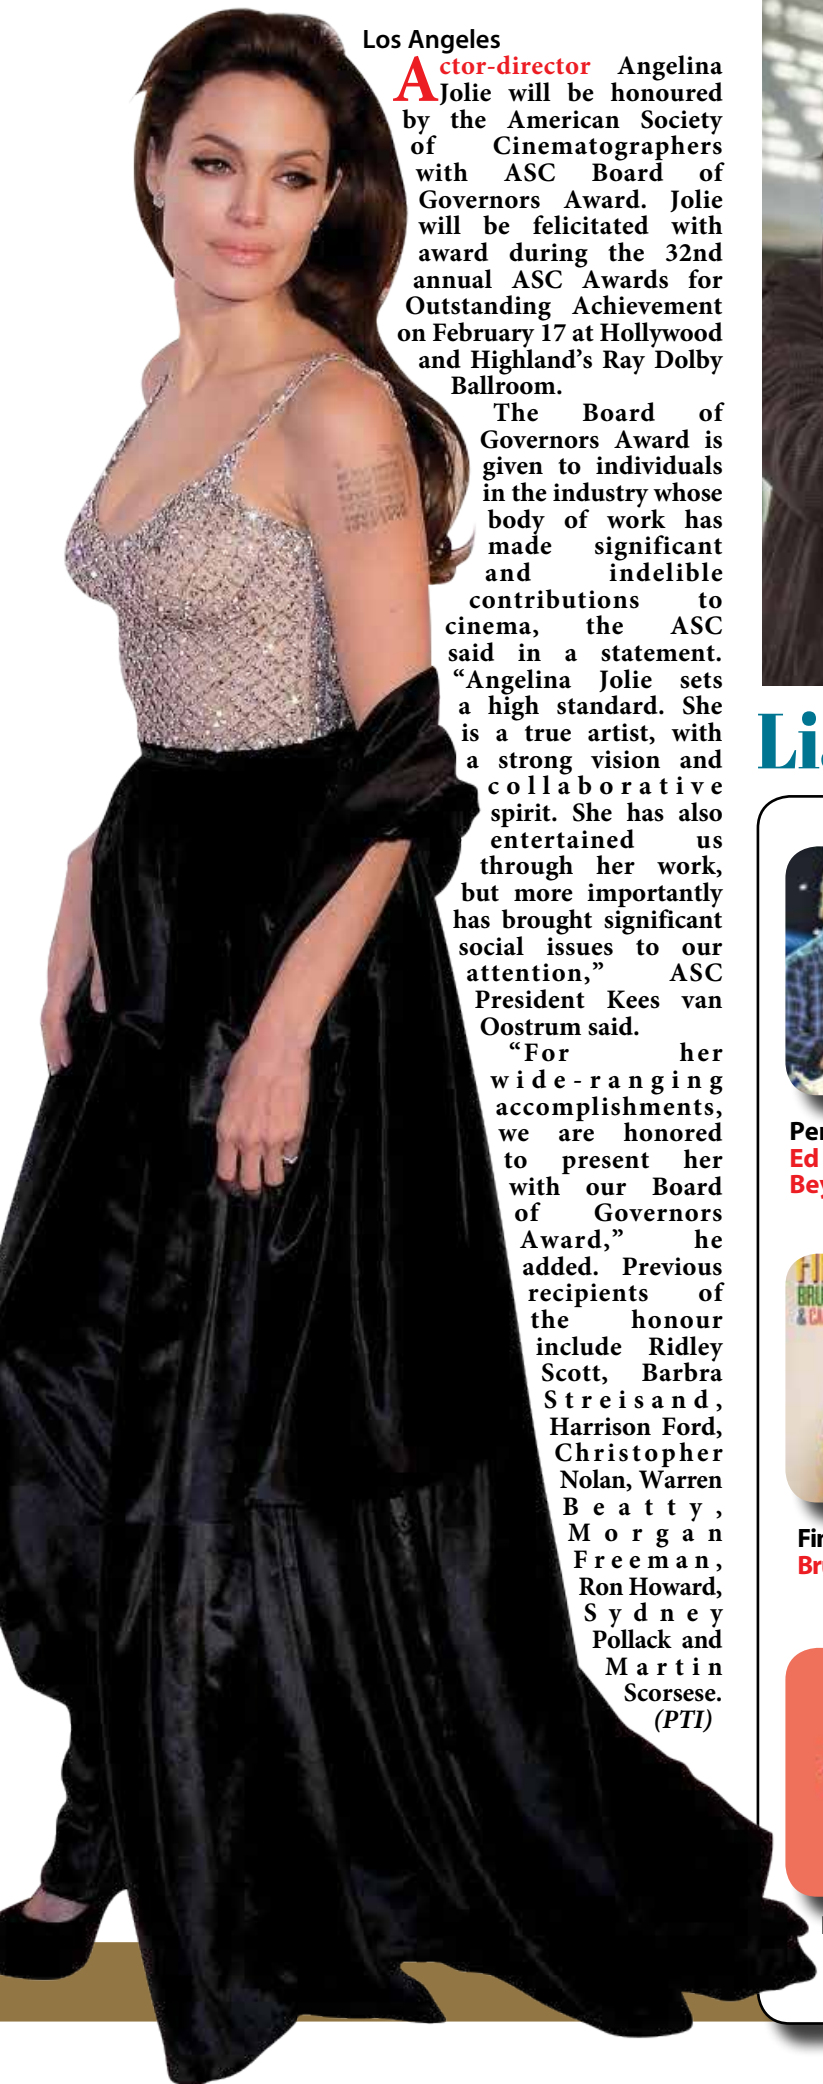 Los Angeles
Actor-director Angelina
Jolie will be honoured
by the American Society
of Cinematographers
with ASC Board of
Governors Award. Jolie
will be felicitated with
award during the 32nd
annual ASC Awards for
Outstanding Achievement
on February 17 at Hollywood
and Highland's Ray Dolby
Ballroom.
The Board of
Governors Award is
given to individuals
in the industry whose
body of work has
made significant
and indelible
contributions to
cinema, the ASC
said in a statement.
“Angelina Jolie sets
a high standard. She
is a true artist, with
a strong vision and
collaborative
spirit. She has also
entertained us
through her work,
but more importantly
has brought significant
social issues to our
attention,” ASC
President Kees van
Oostrum said.
“For her
wide-ranging
accomplishments,
we are honored
to present her
with our Board
of Governors
Award,” he
added. Previous
recipients of
the honour
include Ridley
Scott, Barbra
Streisand,
Harrison Ford,
Christopher
Nolan, Warren
Beatty,
Morgan
Freeman,
Ron Howard,
Sydney
Pollack and
Martin
Scorsese.
(PTI)
Ed